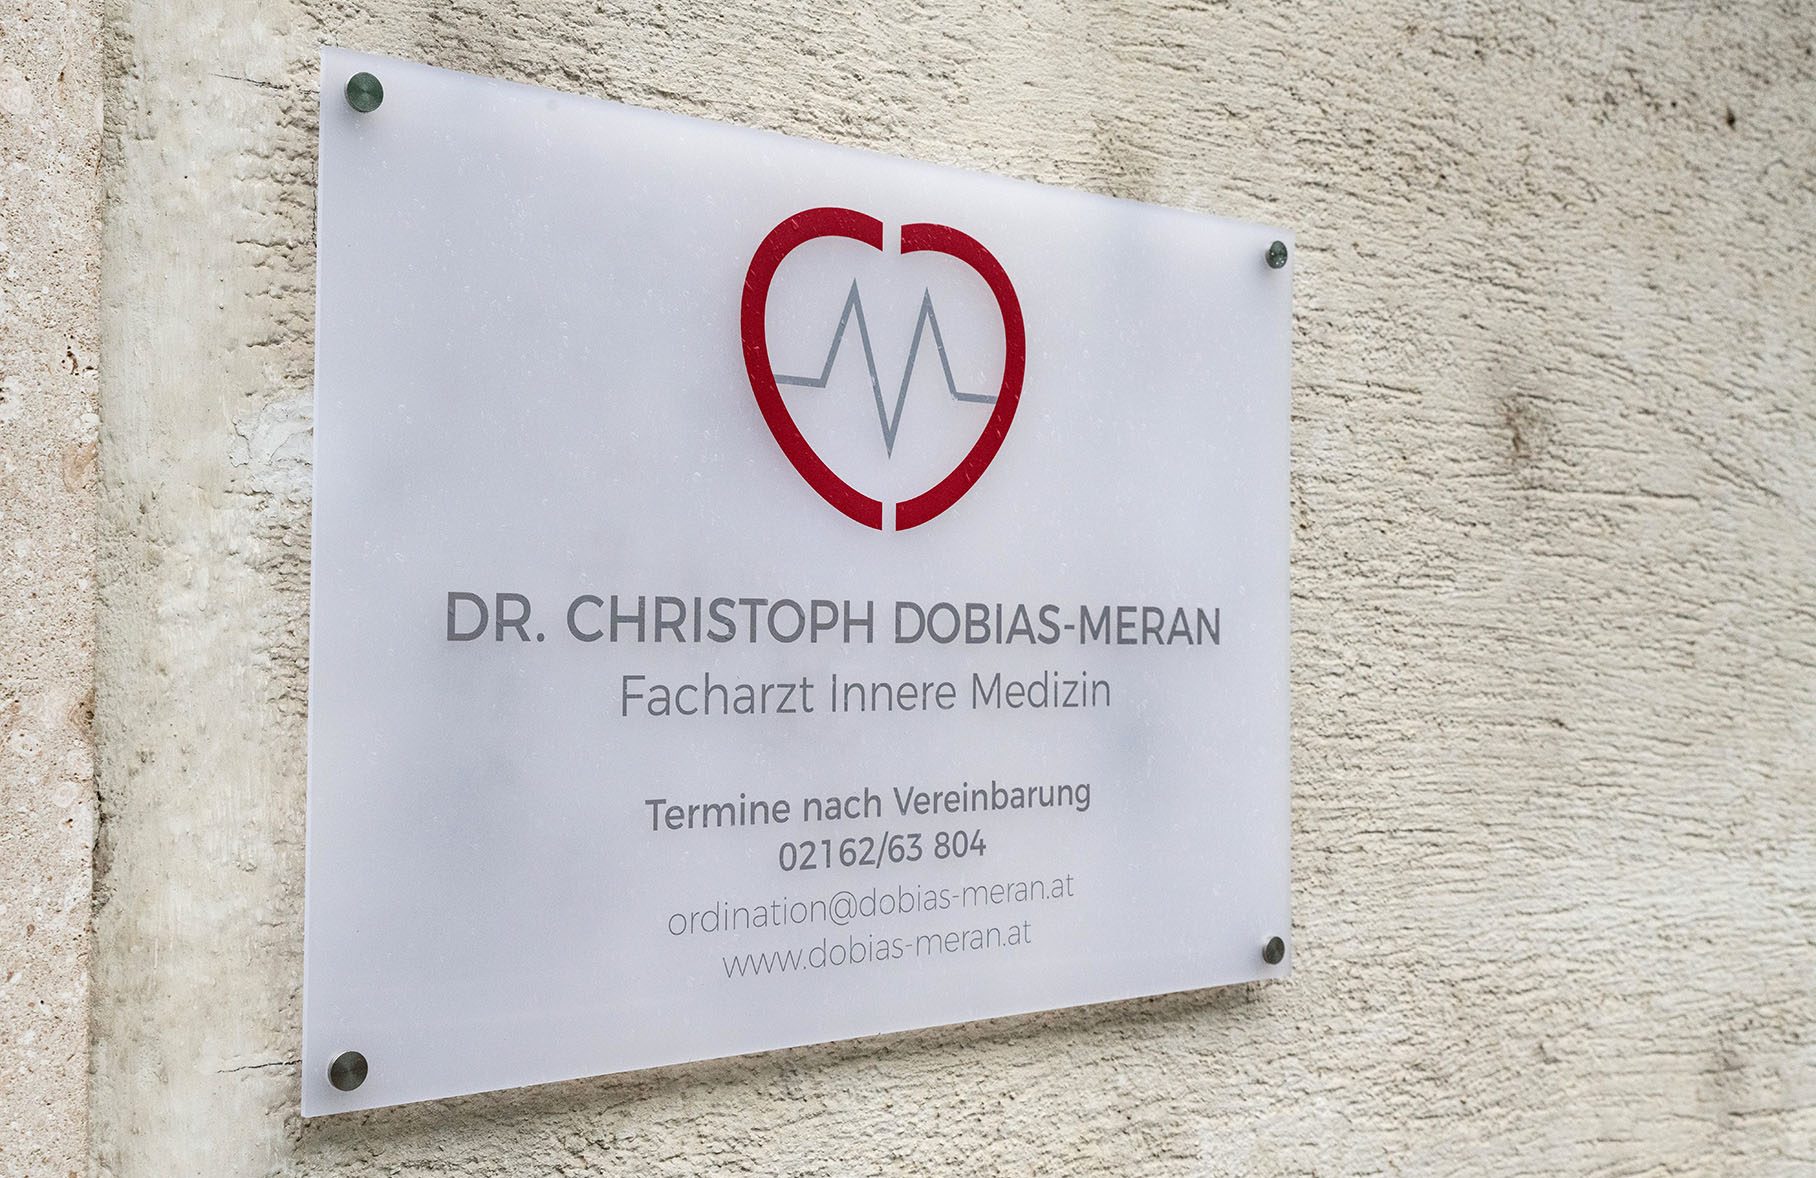 DR. CHRISTOPH DOBIAS-MERAN
Facharzt Innere Medizin
Termine nach Vereinbarung
02162/63 804
ordination@dobias-meran.at
www.dobias-meran.at